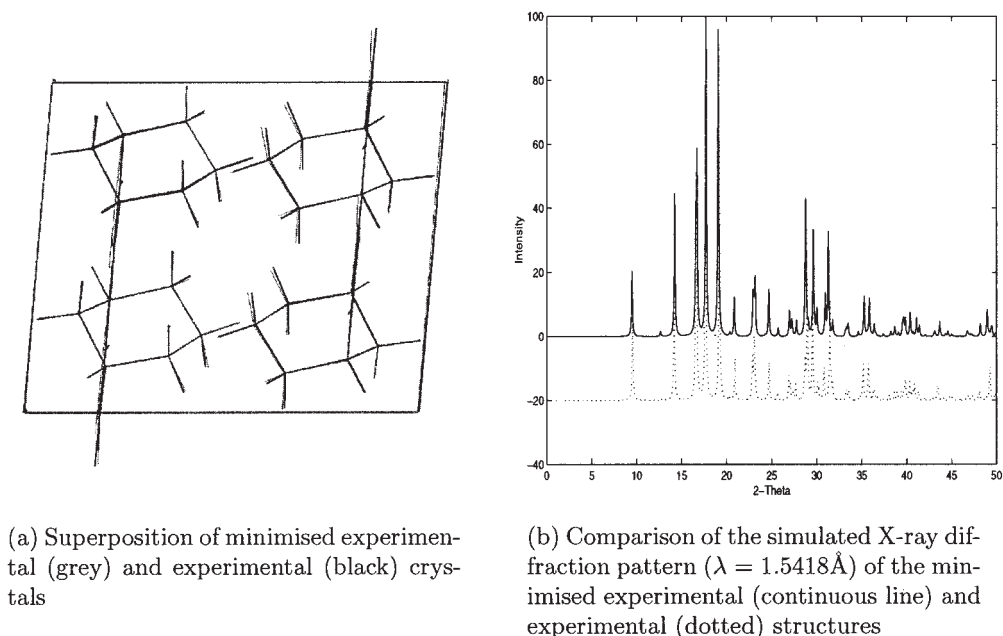 100
80
60
40
20
0
−20
−40
Intensity
0 5 10 15 20 25 30 35 40 45 50
2−Theta
(a) Superposition of minimised experimen-
tal (grey) and experimental (black) crys-
tals
(b) Comparison of the simulated X-ray dif-
fraction pattern (λ = 1.5418Å) of the min-
imised experimental (continuous line) and
experimental (dotted) structures